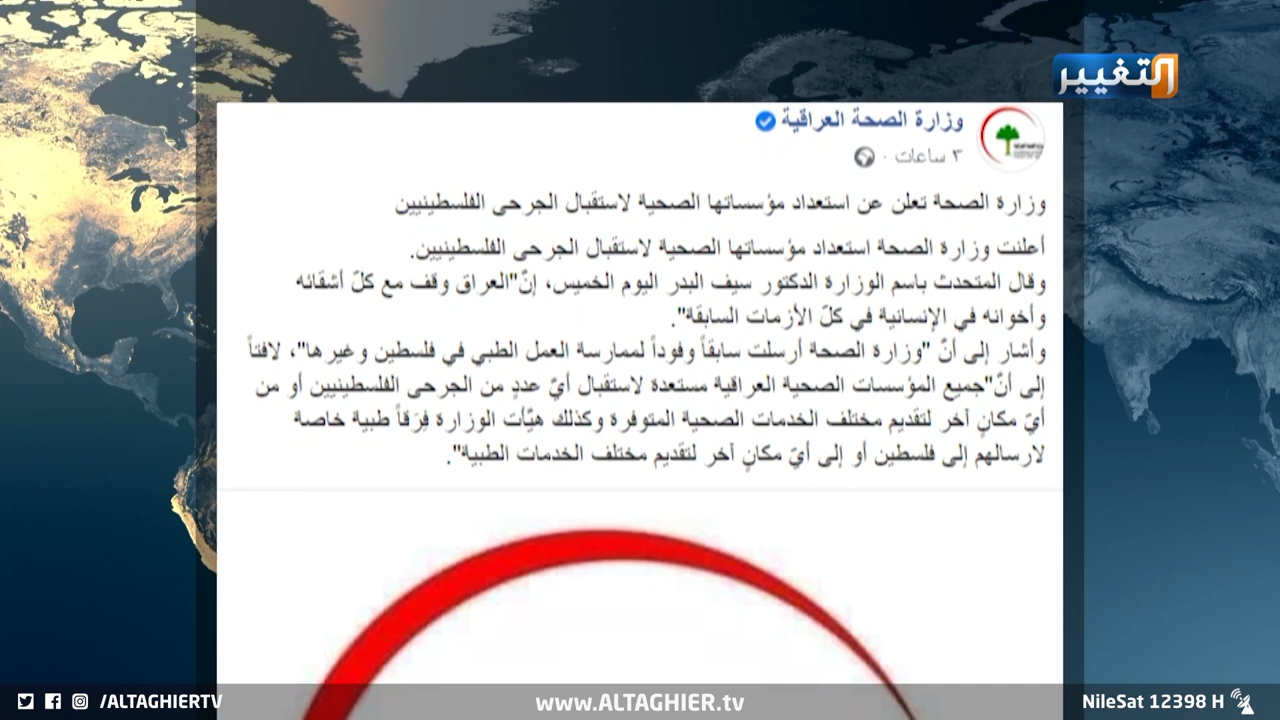 التغيير
وزارة الصحة العراقية
٣ ساعات ·
وزارة الصحة تعلن عن استعداد مؤسساتها الصحية لاستقبال الجرحى الفلسطينيين
أعلنت وزارة الصحة استعداد مؤسساتها الصحية لاستقبال الجرحى الفلسطينيين.
وقال المتحدث باسم الوزارة الدكتور سيف البدر اليوم الخميس، إنّ"العراق وقف مع كلّ أشقائه
وأخوانه في الإنسانية في كلّ الأزمات السابقة".
وأشار إلى أنّ "وزارة الصحة أرسلت سابقاً وفوداً لممارسة العمل الطبي في فلسطين وغيرها"، لافتاً
إلى أنّ"جميع المؤسسات الصحية العراقية مستعدة لاستقبال أيّ عددٍ من الجرحى الفلسطينيين أو من
أيّ مكانٍ آخر لتقديم مختلف الخدمات الصحية المتوفرة وكذلك هيّأت الوزارة فِرَقاً طبية خاصة
لارسالهم إلى فلسطين أو إلى أيّ مكانٍ آخر لتقديم مختلف الخدمات الطبية".
/ALTAGHIERTV
www.ALTAGHIER.tv
NileSat 12398 H